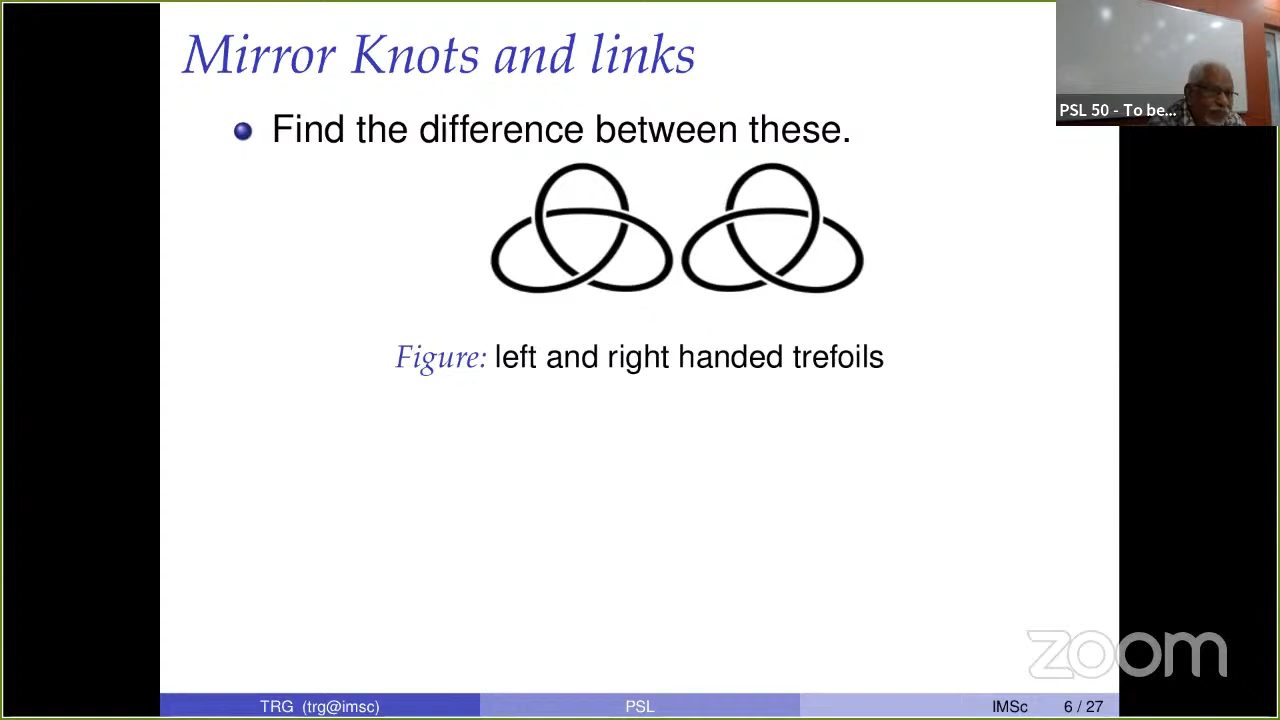 Mirror Knots and links
PSL 50 - To be...
Find the difference between these.
Figure: left and right handed trefoils
zoom
TRG (trg@imsc) PSL IMSc 6 / 27